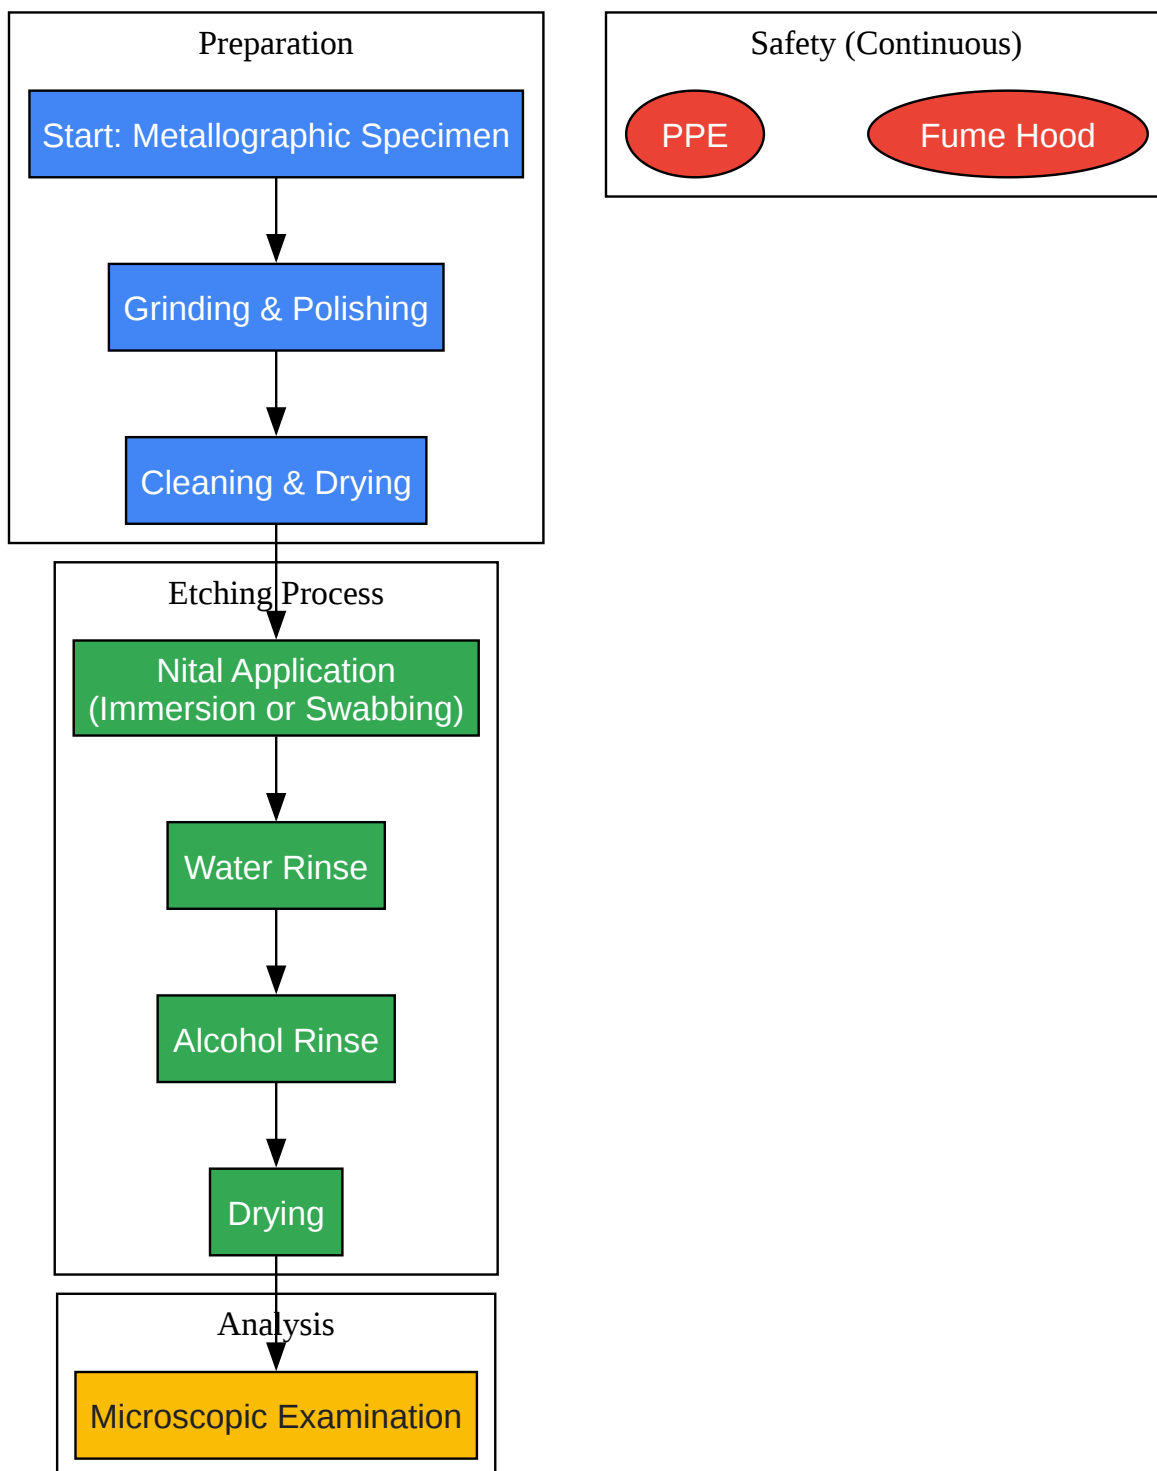 Preparation
Start: Metallographic Specimen
Grinding & Polishing
Cleaning & Drying
Safety (Continuous)
PPE
Fume Hood
Etching Process
Nital Application
(Immersion or Swabbing)
Water Rinse
Alcohol Rinse
Drying
Analysis
Microscopic Examination